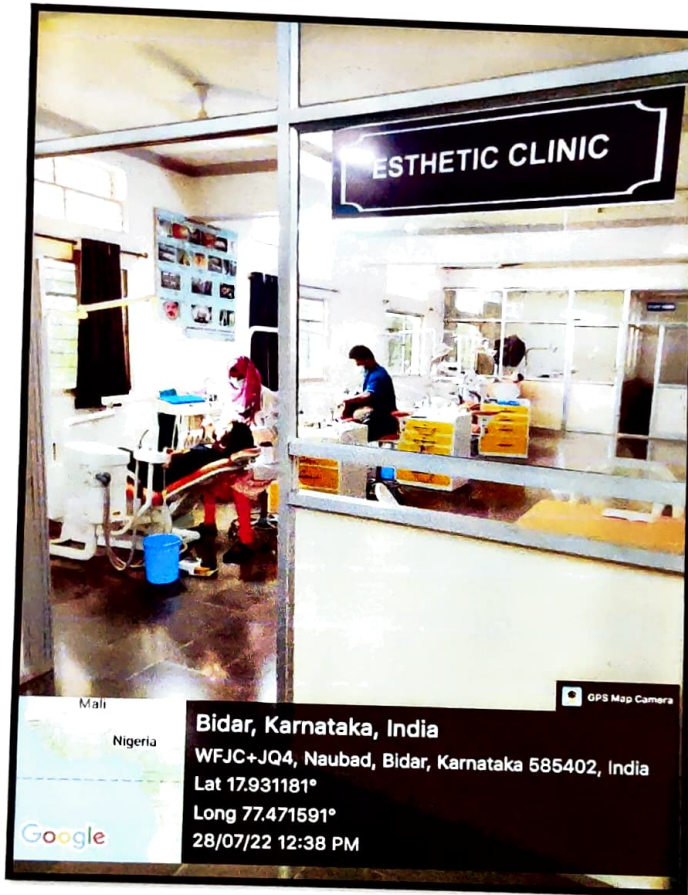 ESTHETIC CLINIC
GPS Map Camera
Mali
Nigeria
Google
Bidar, Karnataka, India
WFJC+JQ4, Naubad, Bidar, Karnataka 585402, India
Lat 17.931181°
Long 77.471591°
28/07/22 12:38 PM